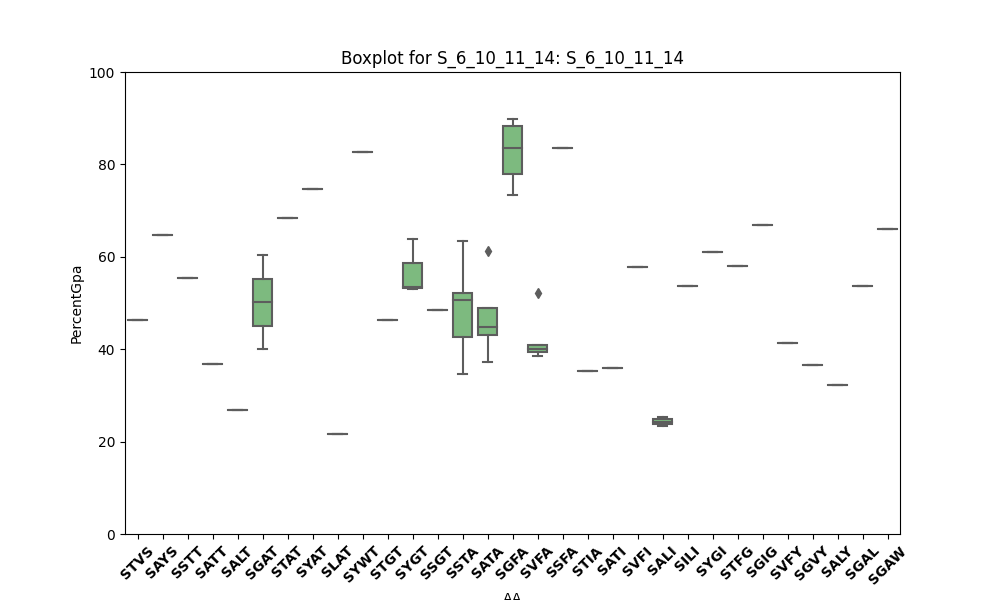 Boxplot for S_6_10_11_14: S_6_10_11_14
100
80
60
40
20
0
PercentGpa
STVS SAYS SSTT SATT SALT SGAT STAT SYAT SLAT SYWT STGT SYGT SSGT SSTA SATA SGFA SVFA SSFA STIA SATI SVFI SALI SILI SYGI STFG SGIG SVFY SGVY SALY SGAL SGAW
AA